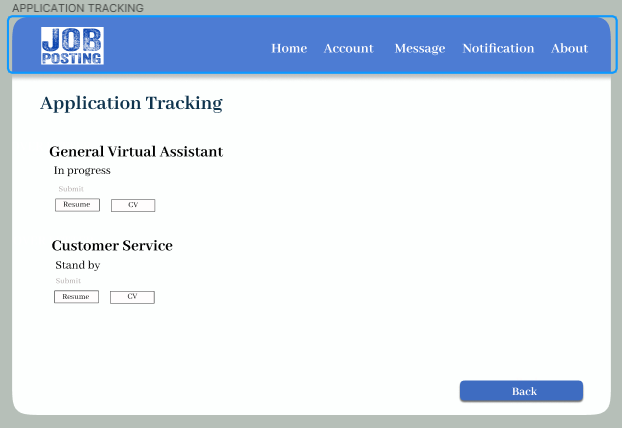 APPLICATION TRACKING
JOB
POSTING
Home Account Message Notification About
Application Tracking
General Virtual Assistant
In progress
Submit
Resume CV
Customer Service
Stand by
Submit
Resume CV
Back